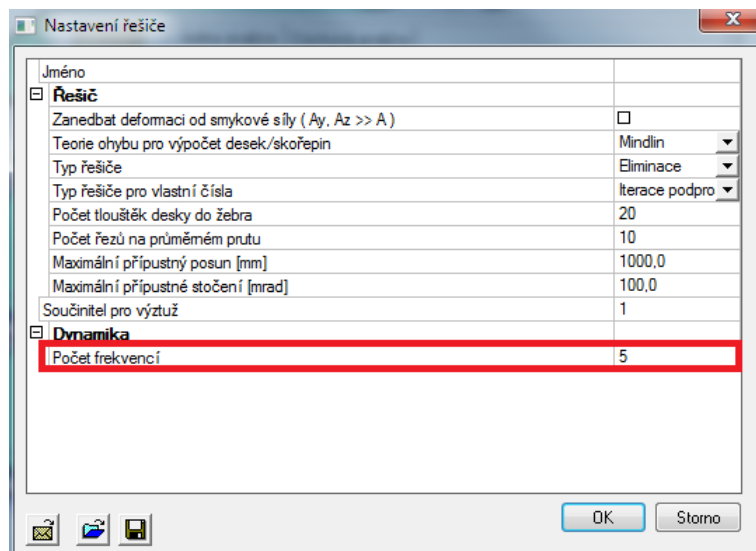 Nastavení řešiče
Jméno
Řešič
Zanedbat deformaci od smykové síly ( Ay, Az >> A )
Teorie ohybu pro výpočet desek/skořepin Mindlin
Typ řešiče Eliminace
Typ řešiče pro vlastní čísla Iterace podpro
Počet tlouštěk desky do žebra 20
Počet řezů na průměrném prutu 10
Maximální přípustný posun [mm] 1000,0
Maximální přípustné stočení [mrad] 100,0
Součinitel pro výztuž 1
Dynamika
Počet frekvencí 5
OK Storno